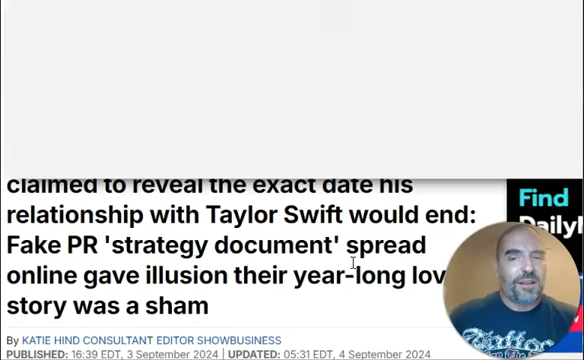 claimed to reveal the exact date his
relationship with Taylor Swift would end:
Fake PR 'strategy document' spread
online gave illusion their year-long
story was a sham
By KATIE HIND CONSULTANT EDITOR SHOWBUSINESS
PUBLISHED: 16:39 EDT, 3 September 2024 | UPDATED: 05:31 EDT, 4 September 2024
Find